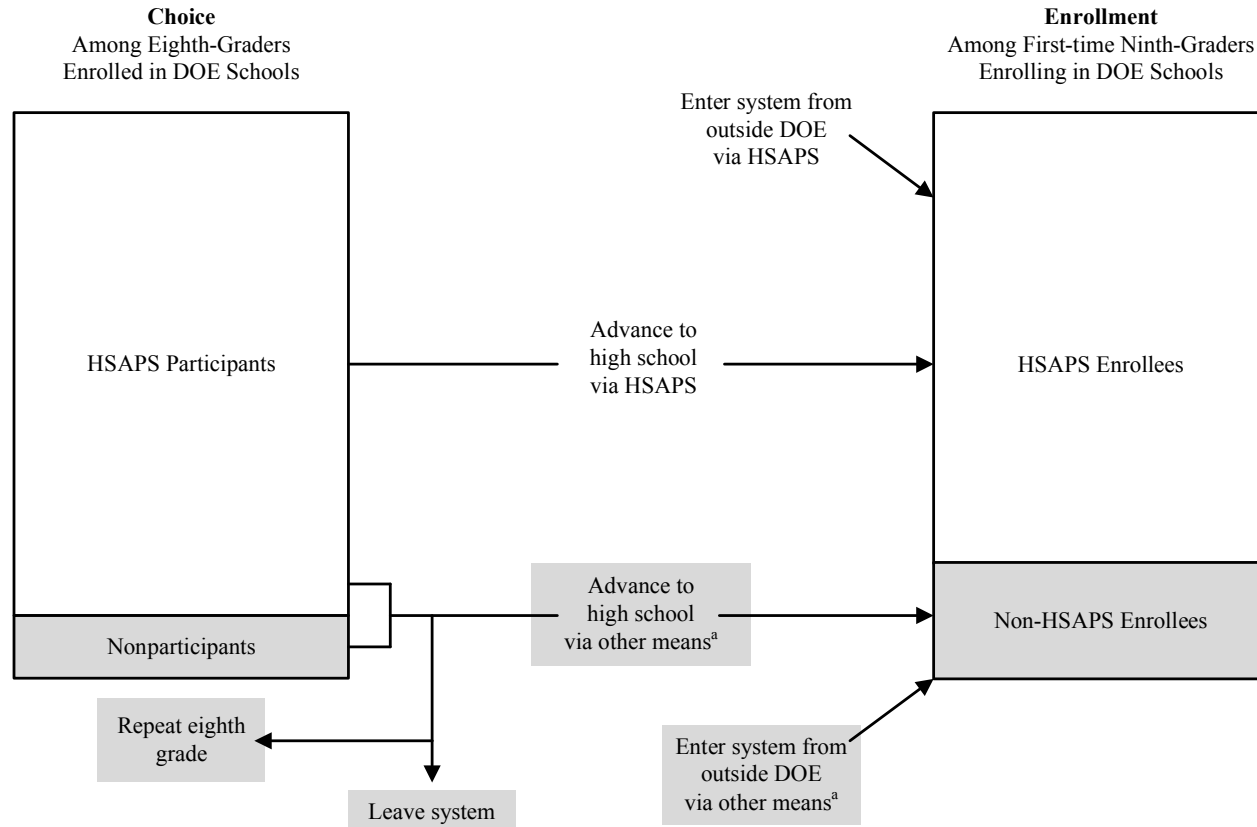 Choice
Among Eighth-Graders
Enrolled in DOE Schools
Enrollment
Among First-time Ninth-Graders
Enrolling in DOE Schools
Enter system from
outside DOE
via HSAPS
HSAPS Participants
Advance to
high school
via HSAPS
HSAPS Enrollees
Nonparticipants
Advance to
high school
via other meansᵃ
Non-HSAPS Enrollees
Repeat eighth
grade
Leave system
Enter system from
outside DOE
via other meansᵃ